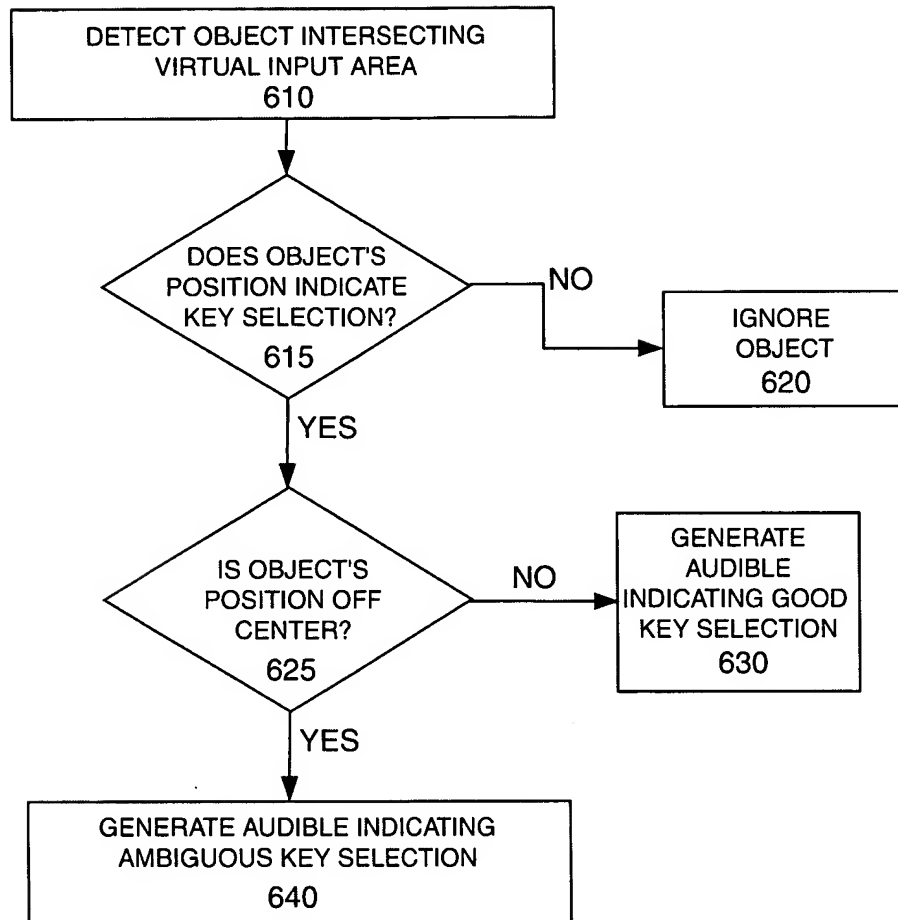 DETECT OBJECT INTERSECTING
VIRTUAL INPUT AREA
610
DOES OBJECT'S
POSITION INDICATE
KEY SELECTION?
615
NO
IGNORE
OBJECT
620
YES
IS OBJECT'S
POSITION OFF
CENTER?
625
NO
GENERATE
AUDIBLE
INDICATING GOOD
KEY SELECTION
630
YES
GENERATE AUDIBLE INDICATING
AMBIGUOUS KEY SELECTION
640